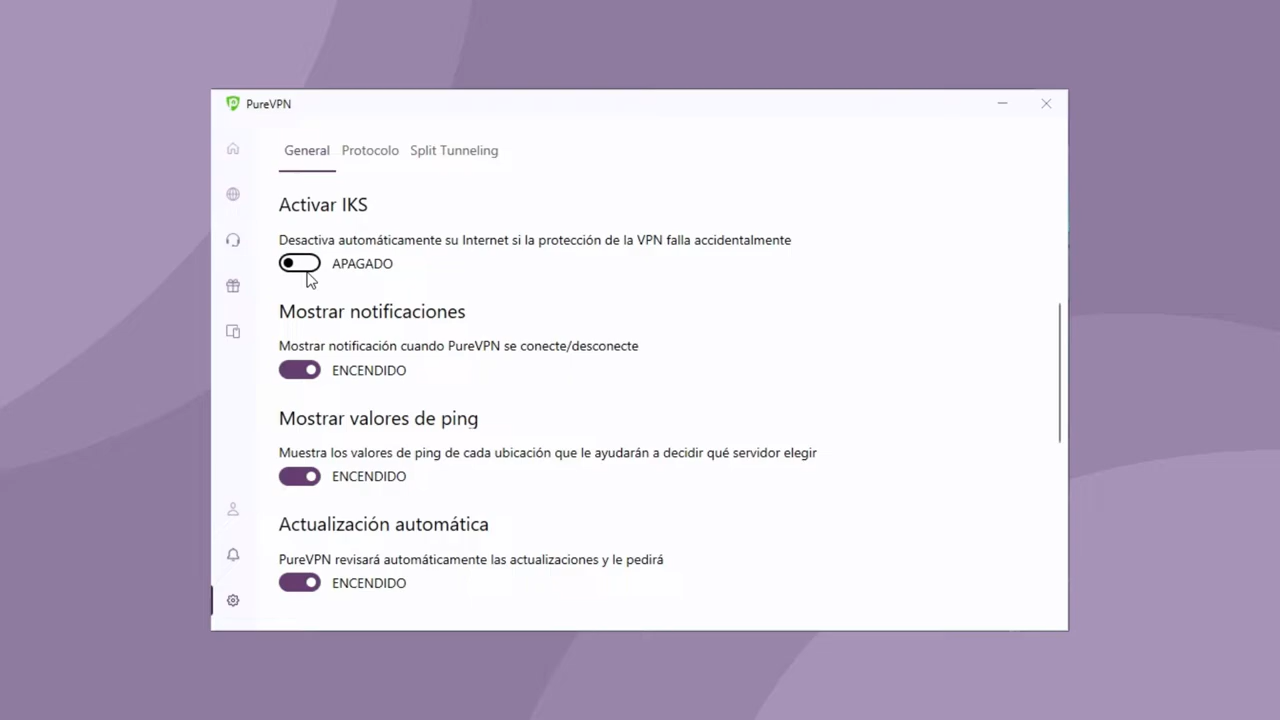 PureVPN
General Protocolo Split Tunneling
Activar IKS
Desactiva automáticamente su Internet si la protección de la VPN falla accidentalmente
APAGADO
Mostrar notificaciones
Mostrar notificación cuando PureVPN se conecte/desconecte
ENCENDIDO
Mostrar valores de ping
Muestra los valores de ping de cada ubicación que le ayudarán a decidir qué servidor elegir
ENCENDIDO
Actualización automática
PureVPN revisará automáticamente las actualizaciones y le pedirá
ENCENDIDO